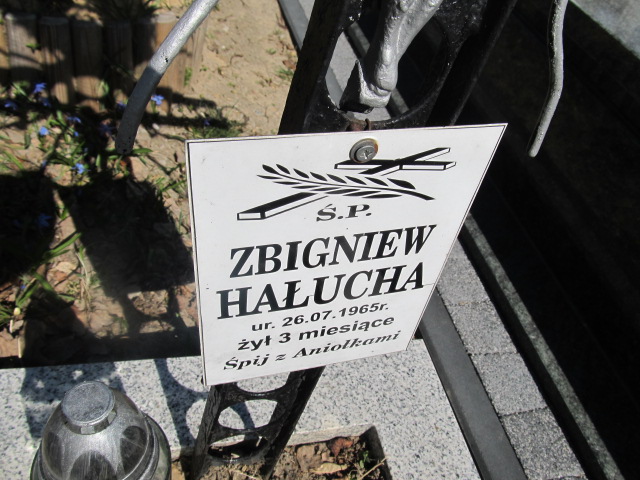 Ś.P.
ZBIGNIEW
HAŁUCHA
ur. 26.07.1965r.
żył 3 miesiące
Śpij z Aniołkami